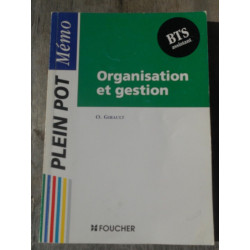 PLEIN POT
Mémo
BTS
Organisation
et gestion
FOUCHER